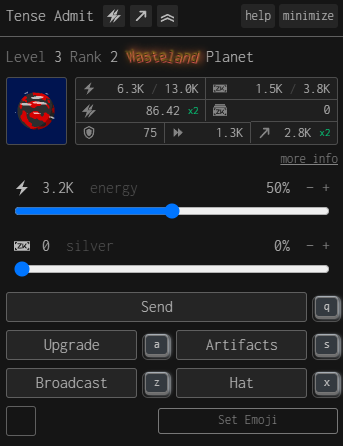 Tense Admit help minimize
Level 3 Rank 2 Wasteland Planet
6.3K / 13.0K 1.5K / 3.8K
86.42 x2 0
75 1.3K 2.8K x2
more info
3.2K energy 50% − +
0 silver 0% − +
Send q
Upgrade a Artifacts s
Broadcast z Hat x
Set Emoji